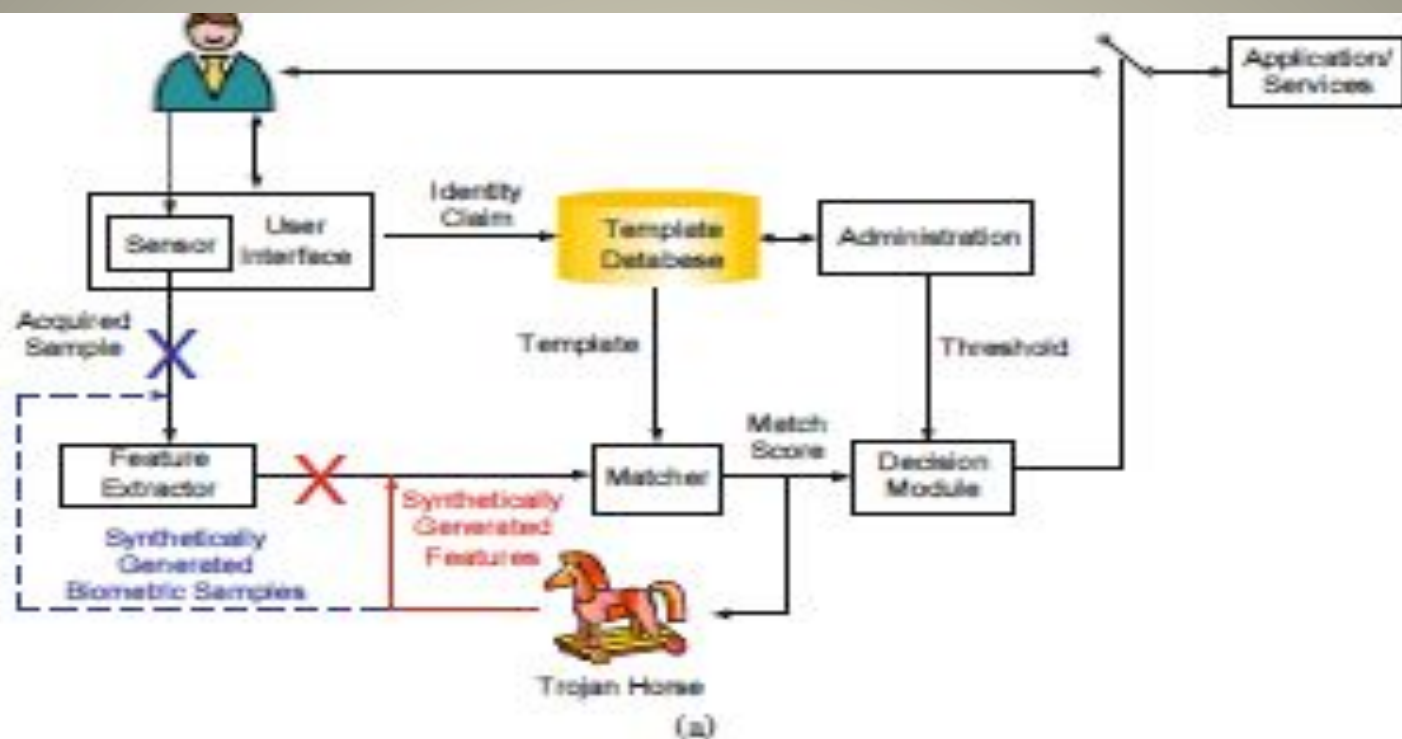 Application/
Services
Identity
Claim
Sensor
User
Interface
Template
Database
Administration
Acquired
Sample
Template
Threshold
Match
Score
Feature
Extractor
Matcher
Decision
Module
Synthetically
Generated
Features
Synthetically
Generated
Biometric Samples
Trojan Horse
(a)